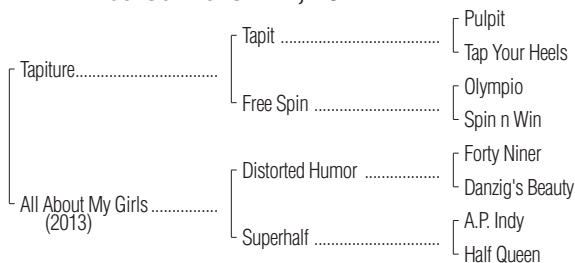 Pulpit
Tapit ........................................
Tap Your Heels
Tapiture....................................
Olympio
Free Spin ................................
Spin n Win
Forty Niner
Distorted Humor ...................
Danzig's Beauty
All About My Girls .................
(2013)
A.P. Indy
Superhalf ................................
Half Queen